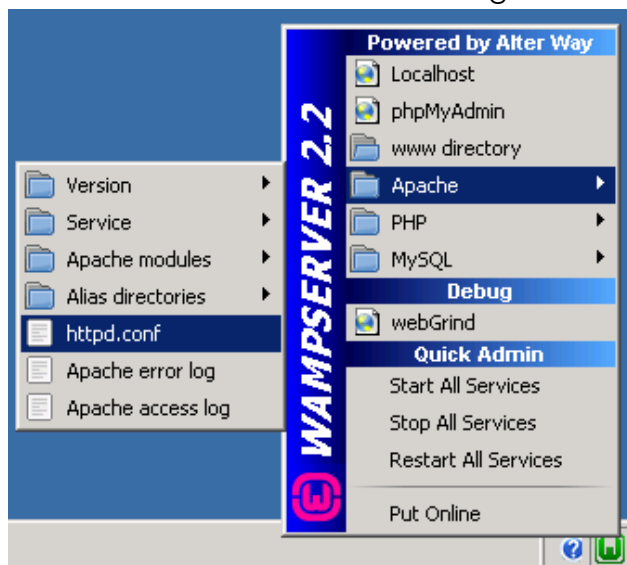 Powered by Alter Way
Localhost
phpMyAdmin
www directory
Apache
PHP
MySQL
Debug
webGrind
Quick Admin
Start All Services
Stop All Services
Restart All Services
Put Online
WAMPSERVER 2.2
Version
Service
Apache modules
Alias directories
httpd.conf
Apache error log
Apache access log